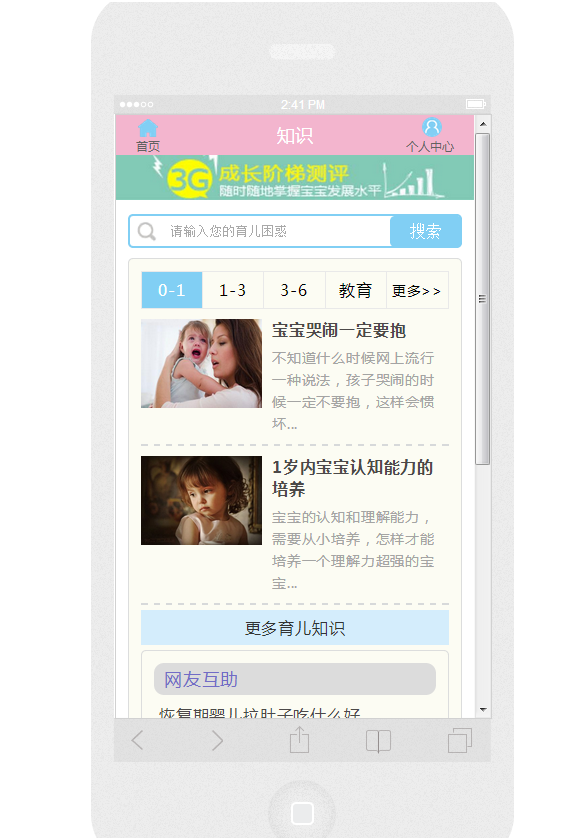 2:41 PM
首页
知识
个人中心
3G 成长阶梯测评
随时随地掌握宝宝发展水平
请输入您的育儿困惑
搜索
0-1 1-3 3-6 教育 更多>>
宝宝哭闹一定要抱
不知道什么时候网上流行
一种说法，孩子哭闹的时
候一定不要抱，这样会惯
坏...
1岁内宝宝认知能力的
培养
宝宝的认知和理解能力，
需要从小培养，怎样才能
培养一个理解力超强的宝
宝...
更多育儿知识
网友互助
恢复期婴儿拉肚子吃什么好